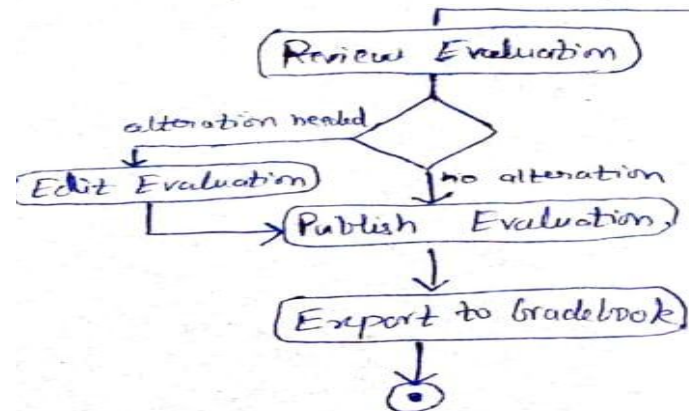 Review Evaluation
alteration needed
Edit Evaluation
no alteration
Publish Evaluation
Export to Gradebook